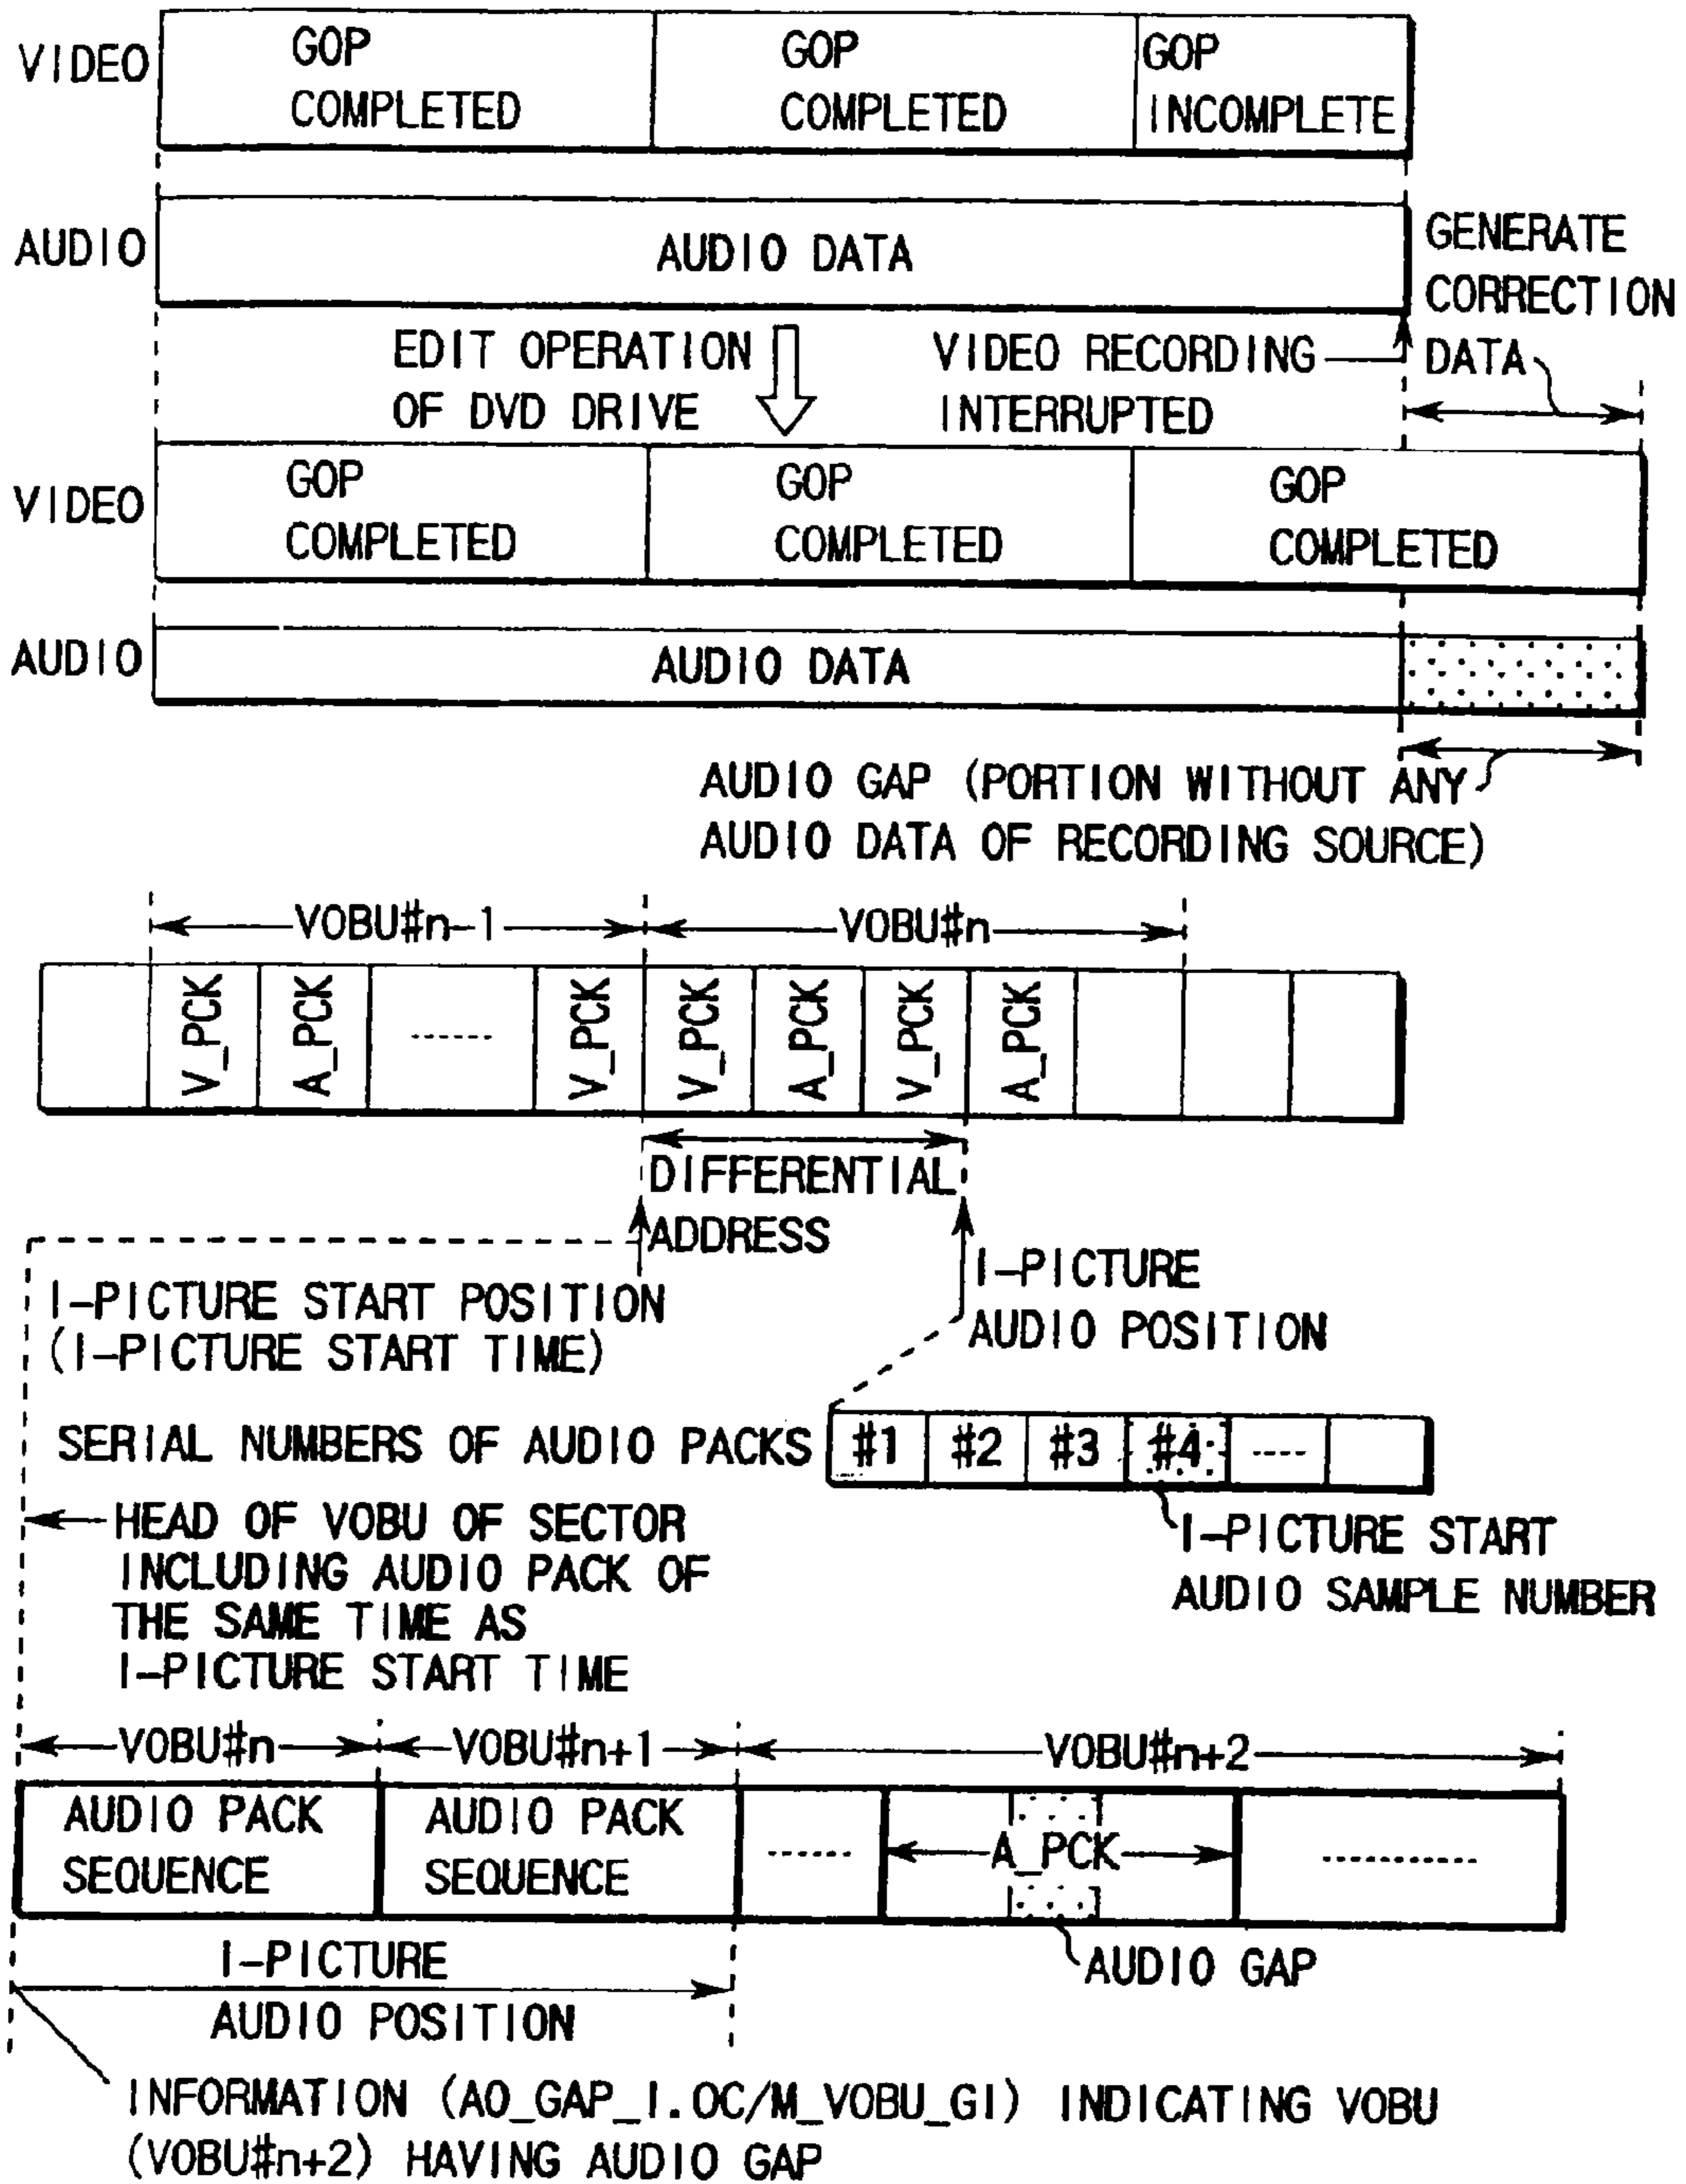 VIDEO
GOP
COMPLETED
GOP
COMPLETED
GOP
INCOMPLETE
AUDIO
AUDIO DATA
GENERATE
CORRECTION
DATA
EDIT OPERATION
OF DVD DRIVE
VIDEO RECORDING
INTERRUPTED
VIDEO
GOP
COMPLETED
GOP
COMPLETED
GOP
COMPLETED
AUDIO
AUDIO DATA
AUDIO GAP (PORTION WITHOUT ANY
AUDIO DATA OF RECORDING SOURCE)
VOBU#n-1
VOBU#n
V_PCK
A_PCK
V_PCK
V_PCK
A_PCK
V_PCK
A_PCK
DIFFERENTIAL
ADDRESS
I-PICTURE START POSITION
(I-PICTURE START TIME)
I-PICTURE
AUDIO POSITION
SERIAL NUMBERS OF AUDIO PACKS
#1
#2
#3
#4
I-PICTURE START
AUDIO SAMPLE NUMBER
HEAD OF VOBU OF SECTOR
INCLUDING AUDIO PACK OF
THE SAME TIME AS
I-PICTURE START TIME
VOBU#n
VOBU#n+1
VOBU#n+2
AUDIO PACK
SEQUENCE
AUDIO PACK
SEQUENCE
A_PCK
AUDIO GAP
I-PICTURE
AUDIO POSITION
INFORMATION (A0_GAP_I.OC/M_VOBU_GI) INDICATING VOBU
(VOBU#n+2) HAVING AUDIO GAP